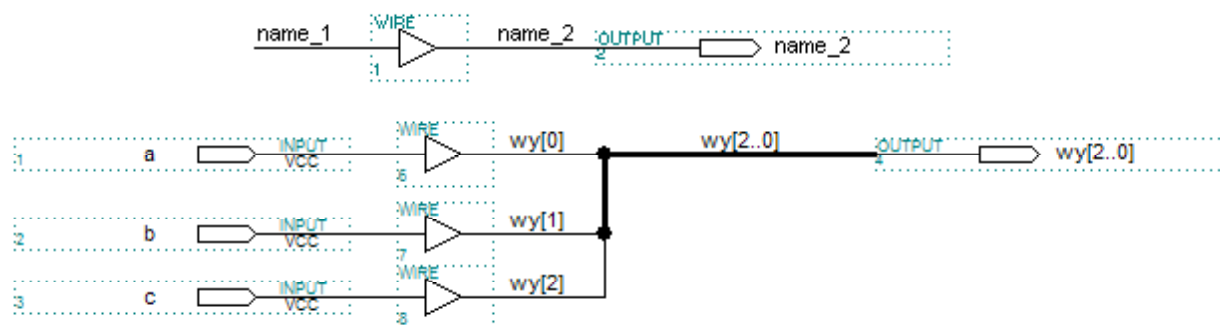 WIRE
name_1 name_2 OUTPUT name_2
1 2
WIRE
1 a INPUT VCC wy[0] wy[2..0] OUTPUT wy[2..0]
6 4
WIRE
2 b INPUT VCC wy[1]
7
WIRE
3 c INPUT VCC wy[2]
8